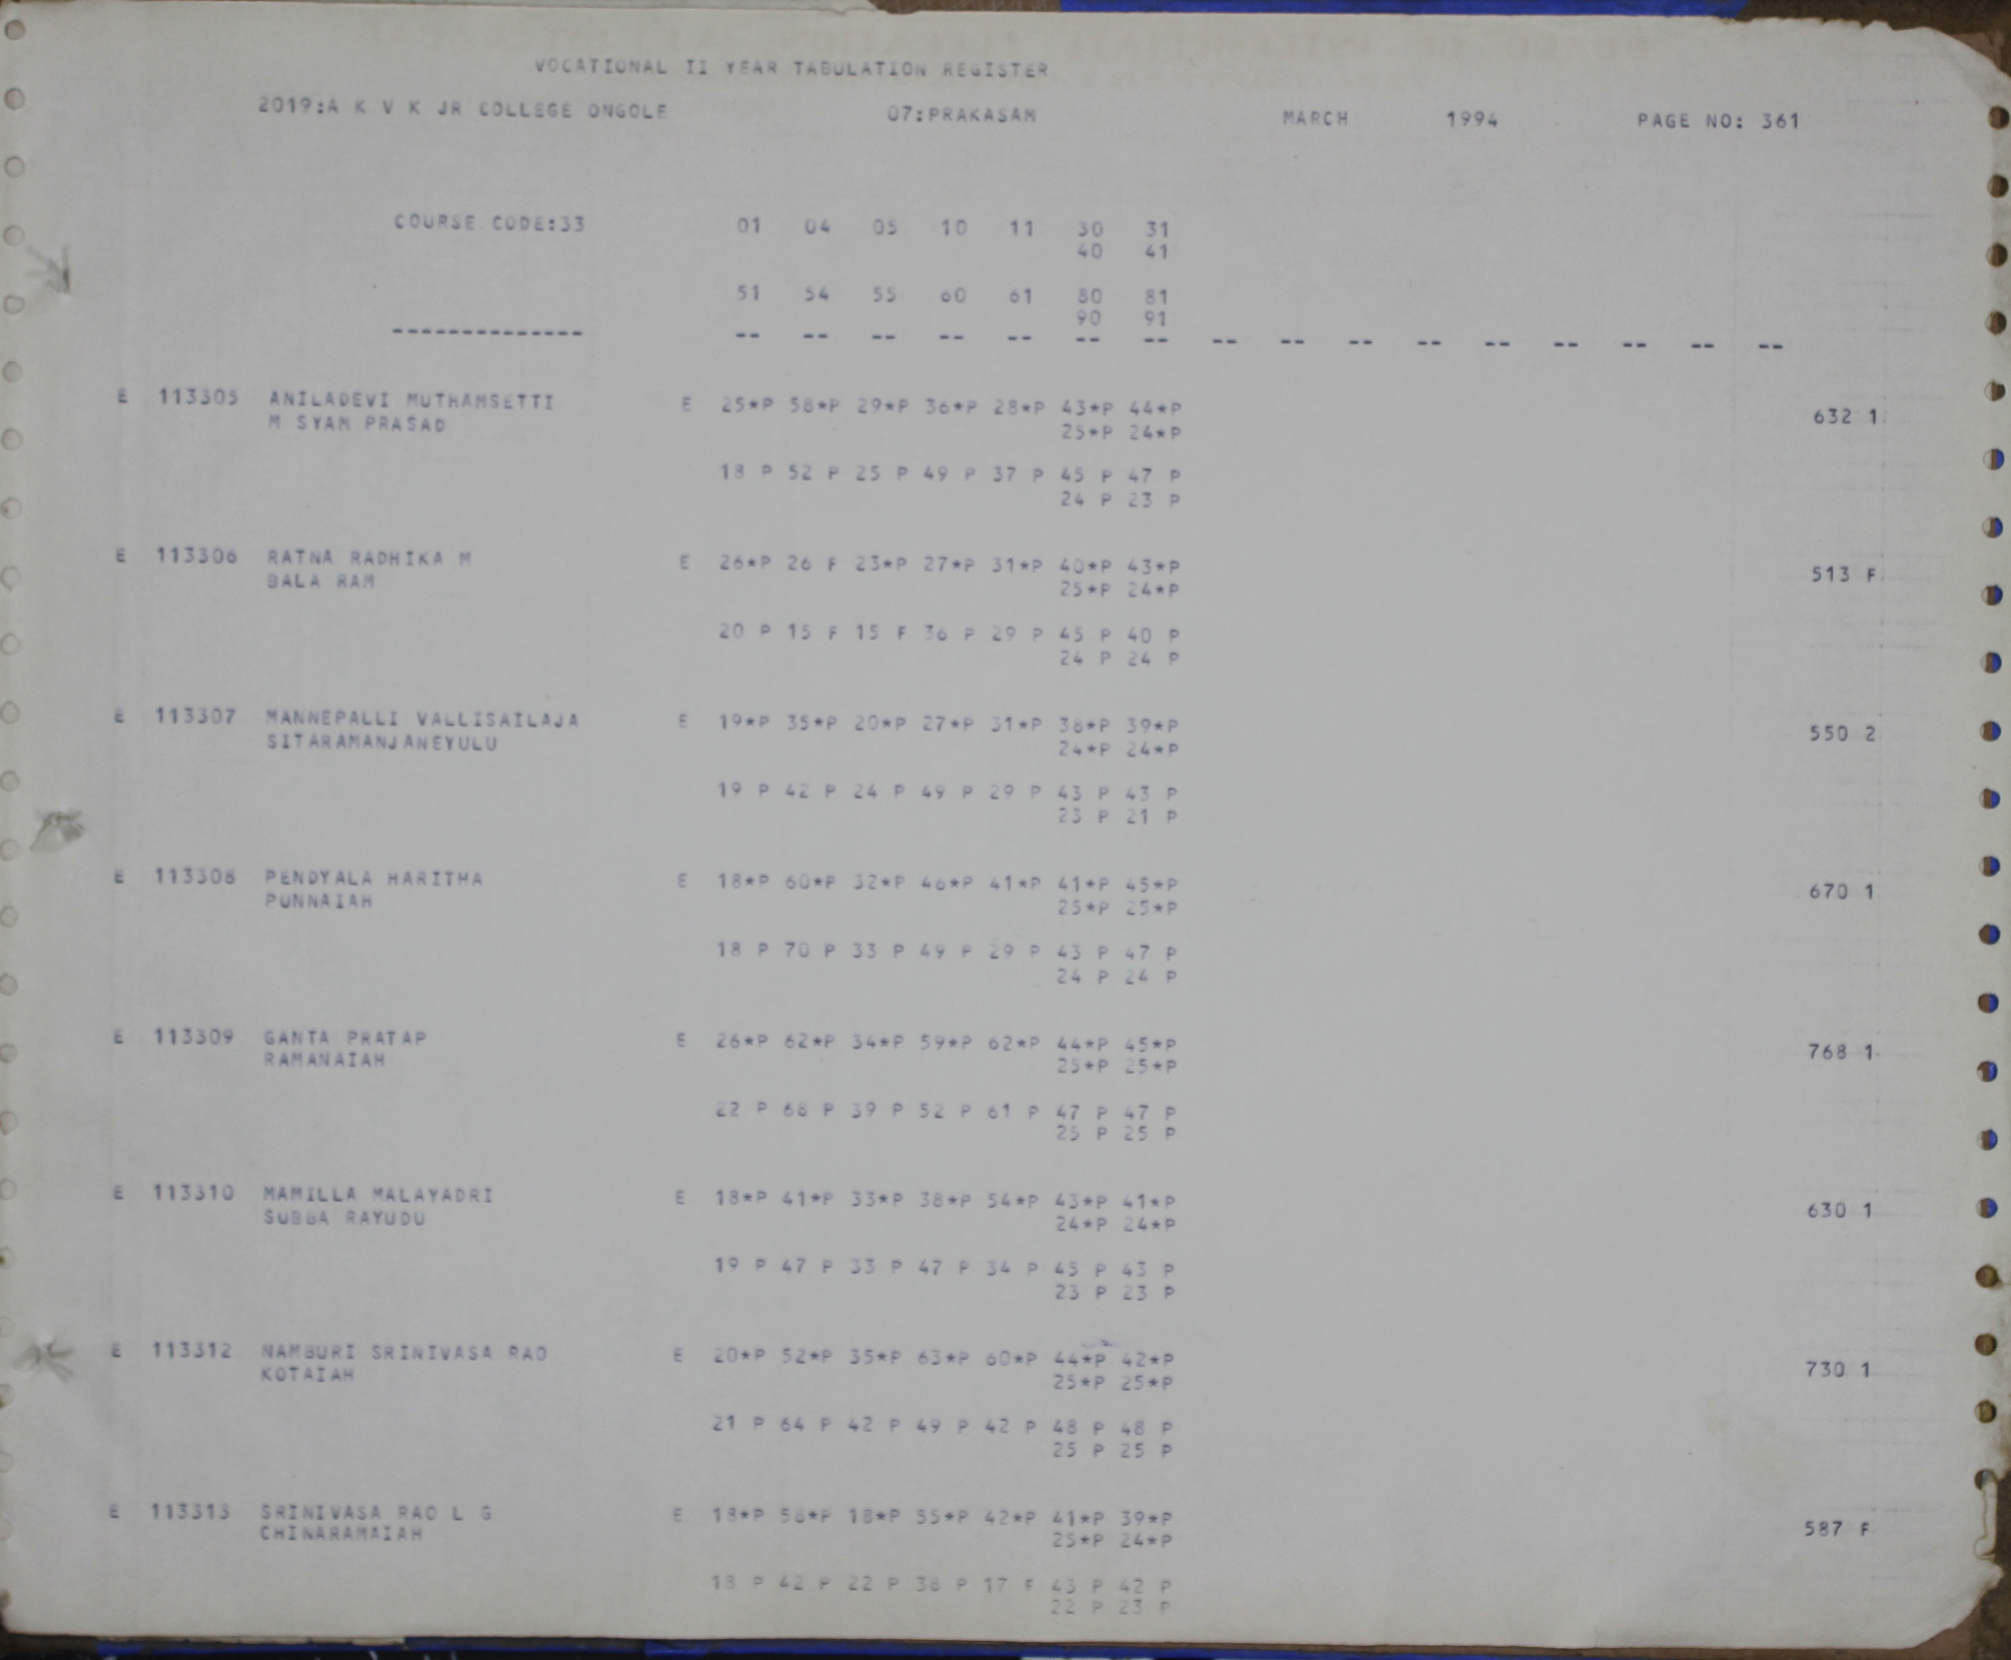 VOCATIONAL II YEAR TABULATION REGISTER
2019:A K V K JR COLLEGE ONGOLE 07:PRAKASAM MARCH 1994 PAGE NO: 361
COURSE CODE:33 01 04 05 10 11 30 31
40 41
51 54 55 60 61 80 81
90 91
-------------- -- -- -- -- -- -- -- -- -- -- -- -- -- -- -- --
E 113305 ANILADEVI MUTHAMSETTI E 25*P 58*P 29*P 36*P 28*P 43*P 44*P 632 1
M SYAM PRASAD 25*P 24*P
18 P 52 P 25 P 49 P 37 P 45 P 47 P
24 P 23 P
E 113306 RATNA RADHIKA M E 26*P 26 F 23*P 27*P 31*P 40*P 43*P 513 F
BALA RAM 25*P 24*P
20 P 15 F 15 F 36 P 29 P 45 P 40 P
24 P 24 P
E 113307 MANNEPALLI VALLISAILAJA E 19*P 35*P 20*P 27*P 31*P 38*P 39*P 550 2
SITARAMANJANEYULU 24*P 24*P
19 P 42 P 24 P 49 P 29 P 43 P 43 P
23 P 21 P
E 113308 PENDYALA HARITHA E 18*P 60*P 32*P 46*P 41*P 41*P 45*P 670 1
PUNNAIAH 25*P 25*P
18 P 70 P 33 P 49 P 29 P 43 P 47 P
24 P 24 P
E 113309 GANTA PRATAP E 26*P 62*P 34*P 59*P 62*P 44*P 45*P 768 1
RAMANAIAH 25*P 25*P
22 P 68 P 39 P 52 P 61 P 47 P 47 P
25 P 25 P
E 113310 MAMILLA MALAYADRI E 18*P 41*P 33*P 38*P 54*P 43*P 41*P 630 1
SUBBA RAYUDU 24*P 24*P
19 P 47 P 33 P 47 P 34 P 45 P 43 P
23 P 23 P
E 113312 NAMBURI SRINIVASA RAO E 20*P 52*P 35*P 63*P 60*P 44*P 42*P 730 1
KOTAIAH 25*P 25*P
21 P 64 P 42 P 49 P 42 P 48 P 48 P
25 P 25 P
E 113313 SRINIVASA RAO L G E 18*P 58*P 18*P 55*P 42*P 41*P 39*P 587 F
CHINARAMAIAH 25*P 24*P
18 P 42 P 22 P 38 P 17 F 43 P 42 P
22 P 23 P